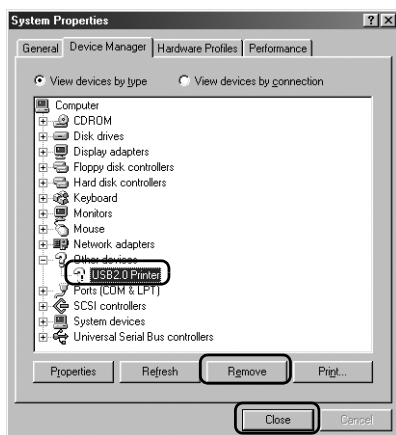 System Properties
General Device Manager Hardware Profiles Performance
View devices by type View devices by connection
Computer
CDROM
Disk drives
Display adapters
Floppy disk controllers
Hard disk controllers
Keyboard
Monitors
Mouse
Network adapters
Other devices
USB2.0 Printer
Ports (COM & LPT)
SCSI controllers
System devices
Universal Serial Bus controllers
Properties Refresh Remove Print...
Close Cancel